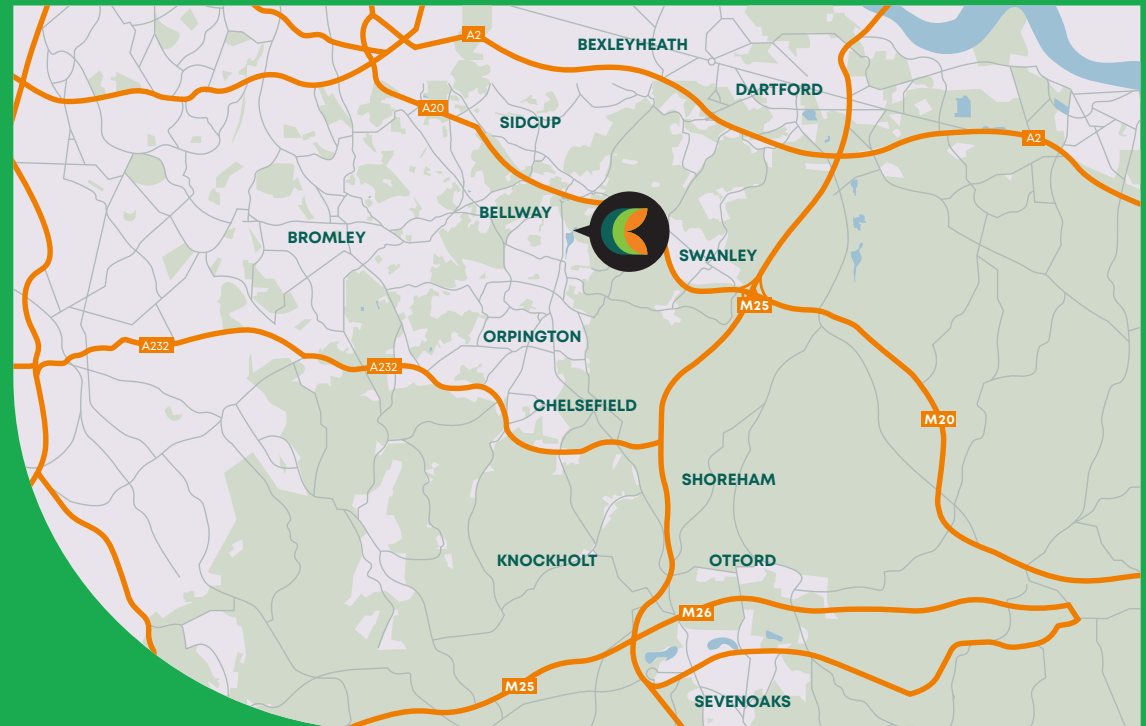 A2
BEXLEYHEATH
DARTFORD
A20
SIDCUP
A2
BELLWAY
BROMLEY
SWANLEY
M25
ORPINGTON
A232
A232
CHELSEFIELD
M20
SHOREHAM
KNOCKHOLT
OTFORD
M26
M25
SEVENOAKS